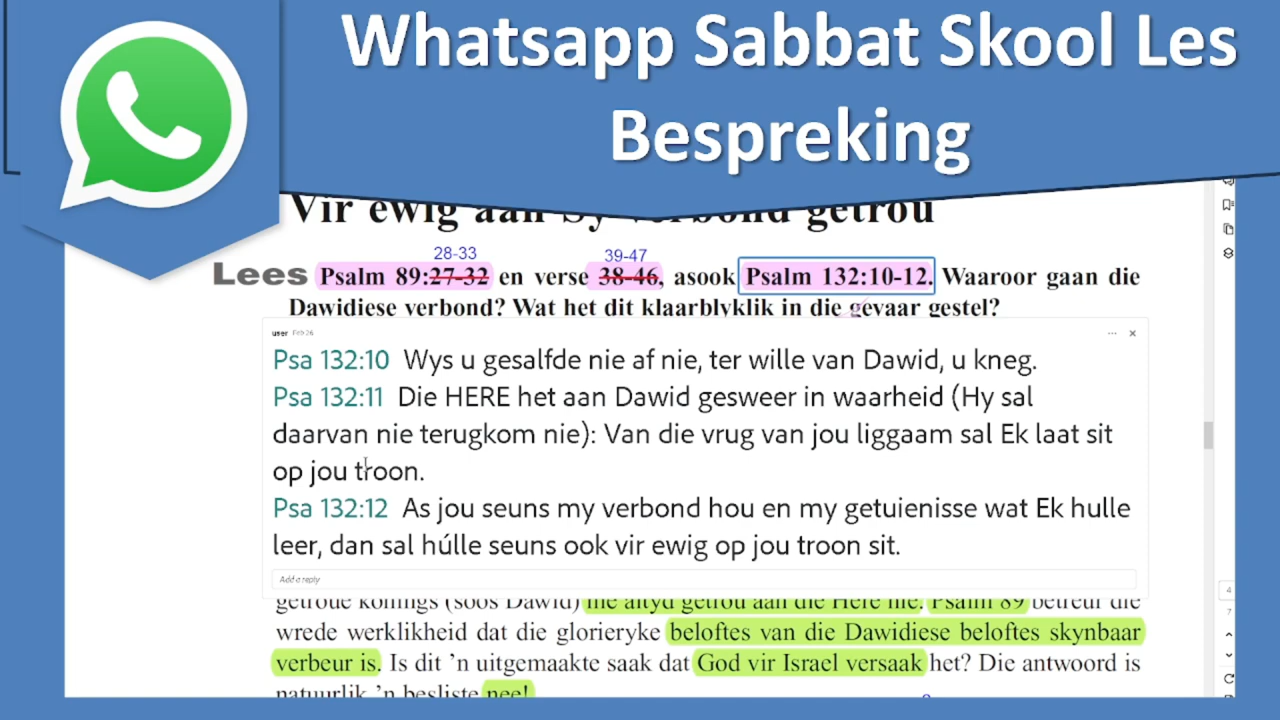 Whatsapp Sabbat Skool Les
Bespreking
Vir ewig aan Sy verbond getrou
28-33 39-47
Lees Psalm 89:27-32 en verse 38-46, asook Psalm 132:10-12. Waaroor gaan die
Dawidiese verbond? Wat het dit klaarblyklik in die gevaar gestel?
user Feb 26
Psa 132:10 Wys u gesalfde nie af nie, ter wille van Dawid, u kneg.
Psa 132:11 Die HERE het aan Dawid gesweer in waarheid (Hy sal
daarvan nie terugkom nie): Van die vrug van jou liggaam sal Ek laat sit
op jou troon.
Psa 132:12 As jou seuns my verbond hou en my getuienisse wat Ek hulle
leer, dan sal húlle seuns ook vir ewig op jou troon sit.
Add a reply
getroue konings (soos Dawid) nie altyd getrou aan die Here nie. Psalm 89 betreur die
wrede werklikheid dat die glorieryke beloftes van die Dawidiese beloftes skynbaar
verbeur is. Is dit 'n uitgemaakte saak dat God vir Israel versaak het? Die antwoord is
natuurlik 'n besliste nee!
4
7